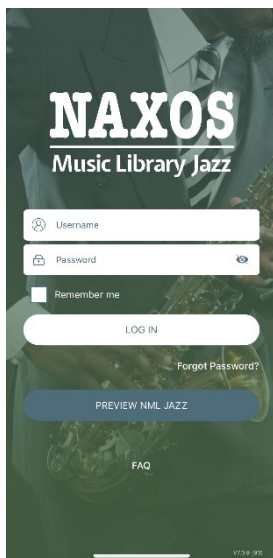 NAXOS
Music Library Jazz
Username
Password
Remember me
LOG IN
Forgot Password?
PREVIEW NML JAZZ
FAQ